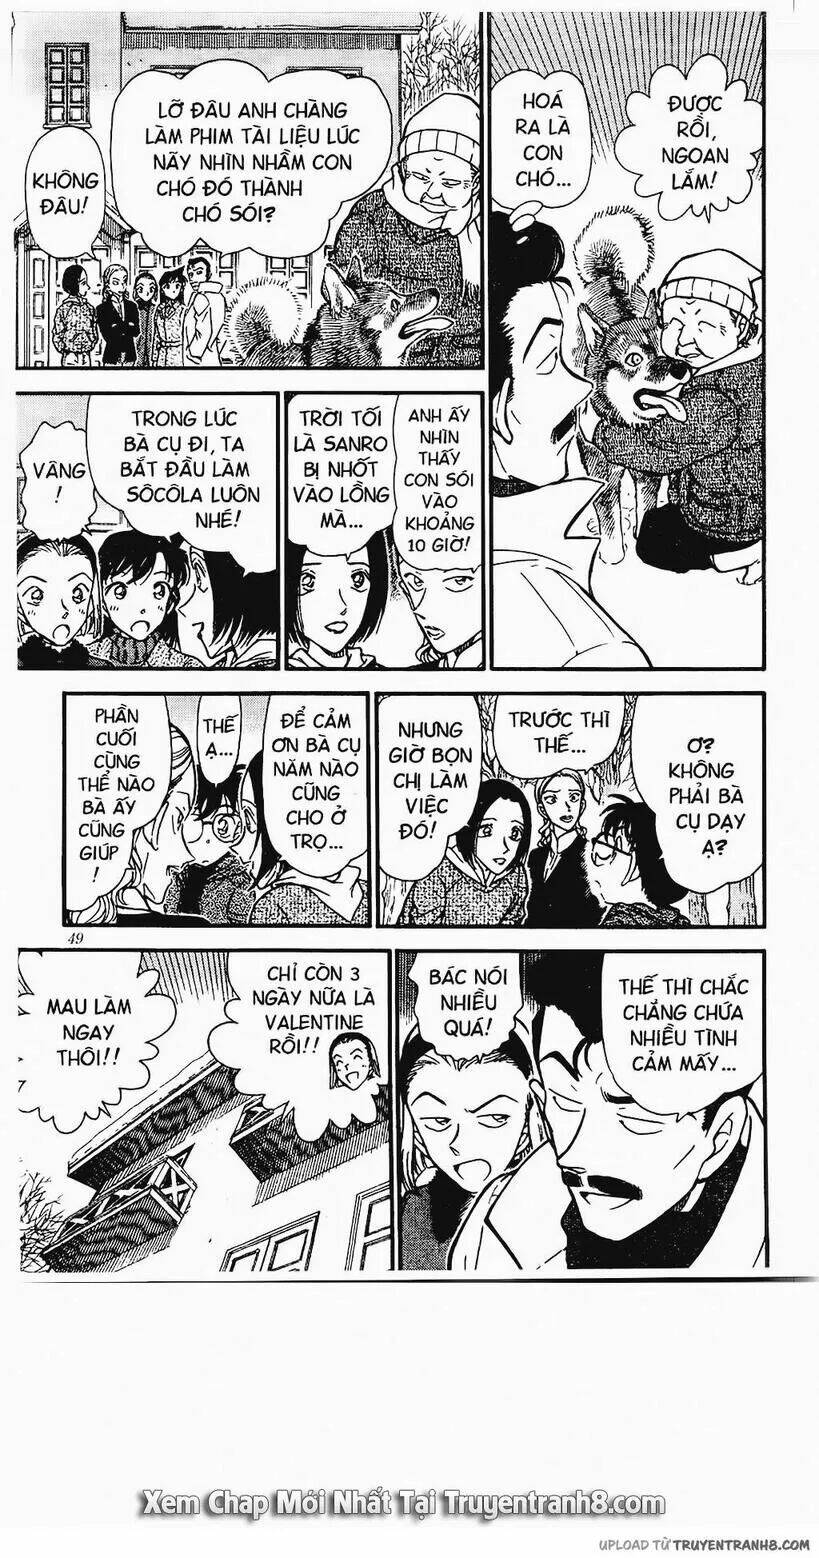 ĐƯỢC
RỒI,
NGOAN
LẮM!
HOÁ
RA LÀ
CON
CHÓ...
LỠ ĐÂU ANH CHÀNG
LÀM PHIM TÀI LIỆU LÚC
NÃY NHÌN NHẦM CON
CHÓ ĐÓ THÀNH
CHÓ SÓI?
KHÔNG
ĐÂU!
ANH ẤY
NHÌN
THẤY
CON SÓI
VÀO
KHOẢNG
10 GIỜ!
TRỜI TỐI
LÀ SANRO
BỊ NHỐT
VÀO LỒNG
MÀ...
TRONG LÚC
BÀ CỤ ĐI, TA
BẮT ĐẦU LÀM
SÔCÔLA LUÔN
NHÉ!
VÂNG
!
Ơ?
KHÔNG
PHẢI BÀ
CỤ DẠY
Ạ?
TRƯỚC THÌ
THẾ...
NHƯNG
GIỜ BỌN
CHỊ LÀM
VIỆC
ĐÓ!
ĐỂ CẢM
ƠN BÀ CỤ
NĂM NÀO
CŨNG
CHO Ở
TRỌ...
THẾ
Ạ...
PHẦN
CUỐI
CÙNG
THỂ NÀO
BÀ ẤY
CŨNG
GIÚP
!
49
THẾ THÌ CHẮC
CHẲNG CHỨA
NHIỀU TÌNH
CẢM MẤY...
BÁC NÓI
NHIỀU
QUÁ!
CHỈ CÒN 3
NGÀY NỮA LÀ
VALENTINE
RỒI!!
MAU LÀM
NGAY
THÔI!!
Xem Chap Mới Nhất Tại Truyentranh8.com
UPLOAD TỪ TRUYENTRANH8.COM